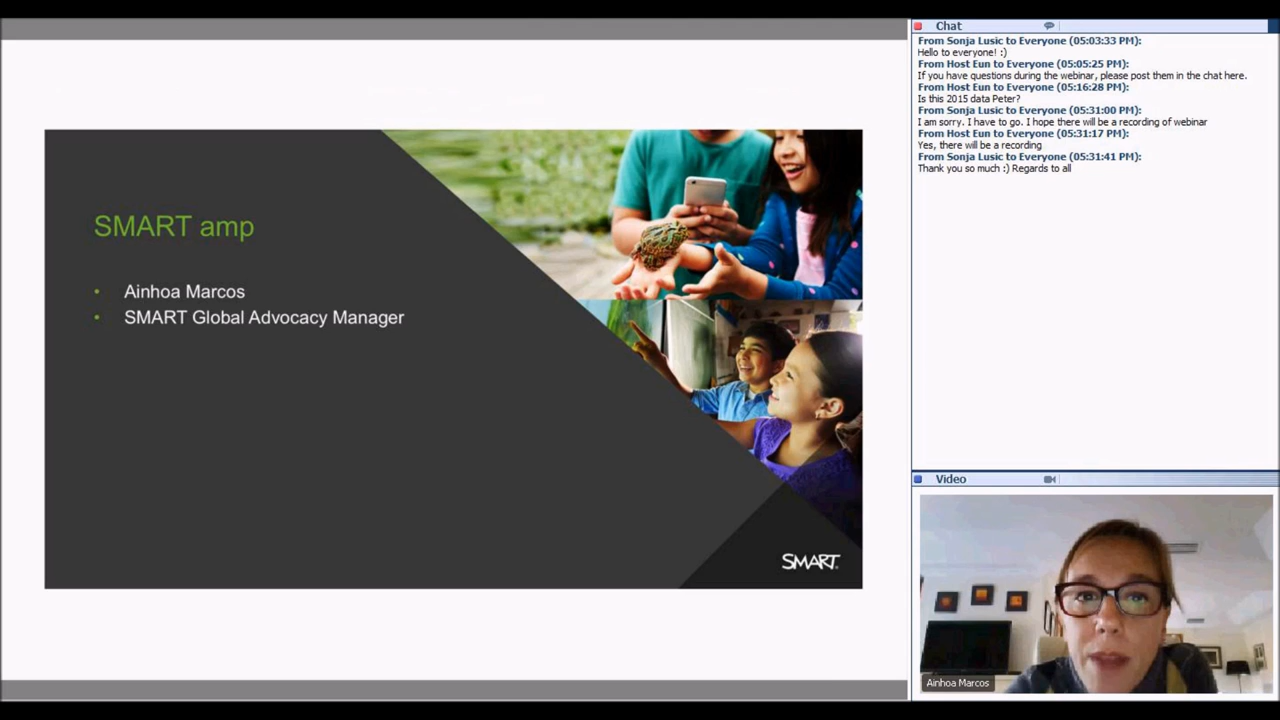 SMART amp
• Ainhoa Marcos
• SMART Global Advocacy Manager
SMART
Chat
From Sonja Lusic to Everyone (05:03:33 PM):
Hello to everyone! :)
From Host Eun to Everyone (05:05:25 PM):
If you have questions during the webinar, please post them in the chat here.
From Host Eun to Everyone (05:16:28 PM):
Is this 2015 data Peter?
From Sonja Lusic to Everyone (05:31:00 PM):
I am sorry. I have to go. I hope there will be a recording of webinar
From Host Eun to Everyone (05:31:17 PM):
Yes, there will be a recording
From Sonja Lusic to Everyone (05:31:41 PM):
Thank you so much :) Regards to all
Video
Ainhoa Marcos